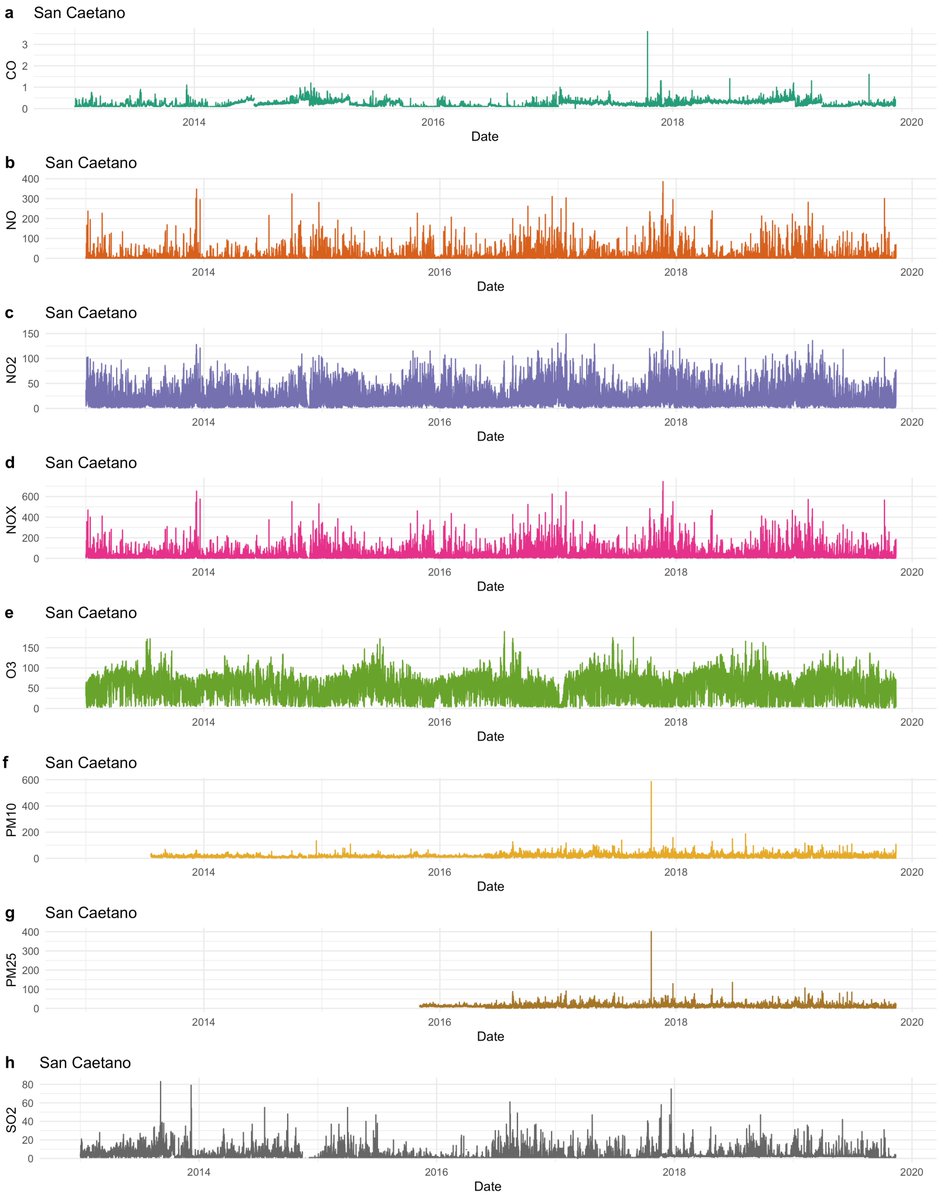 a San Caetano
3
2
1
0
CO
2014 2016 2018 2020
Date
b San Caetano
400
300
200
100
0
NO
2014 2016 2018 2020
Date
c San Caetano
150
100
50
0
NO2
2014 2016 2018 2020
Date
d San Caetano
600
400
200
0
NOX
2014 2016 2018 2020
Date
e San Caetano
150
100
50
0
O3
2014 2016 2018 2020
Date
f San Caetano
600
400
200
0
PM10
2014 2016 2018 2020
Date
g San Caetano
400
300
200
100
0
PM25
2014 2016 2018 2020
Date
h San Caetano
80
60
40
20
0
SO2
2014 2016 2018 2020
Date